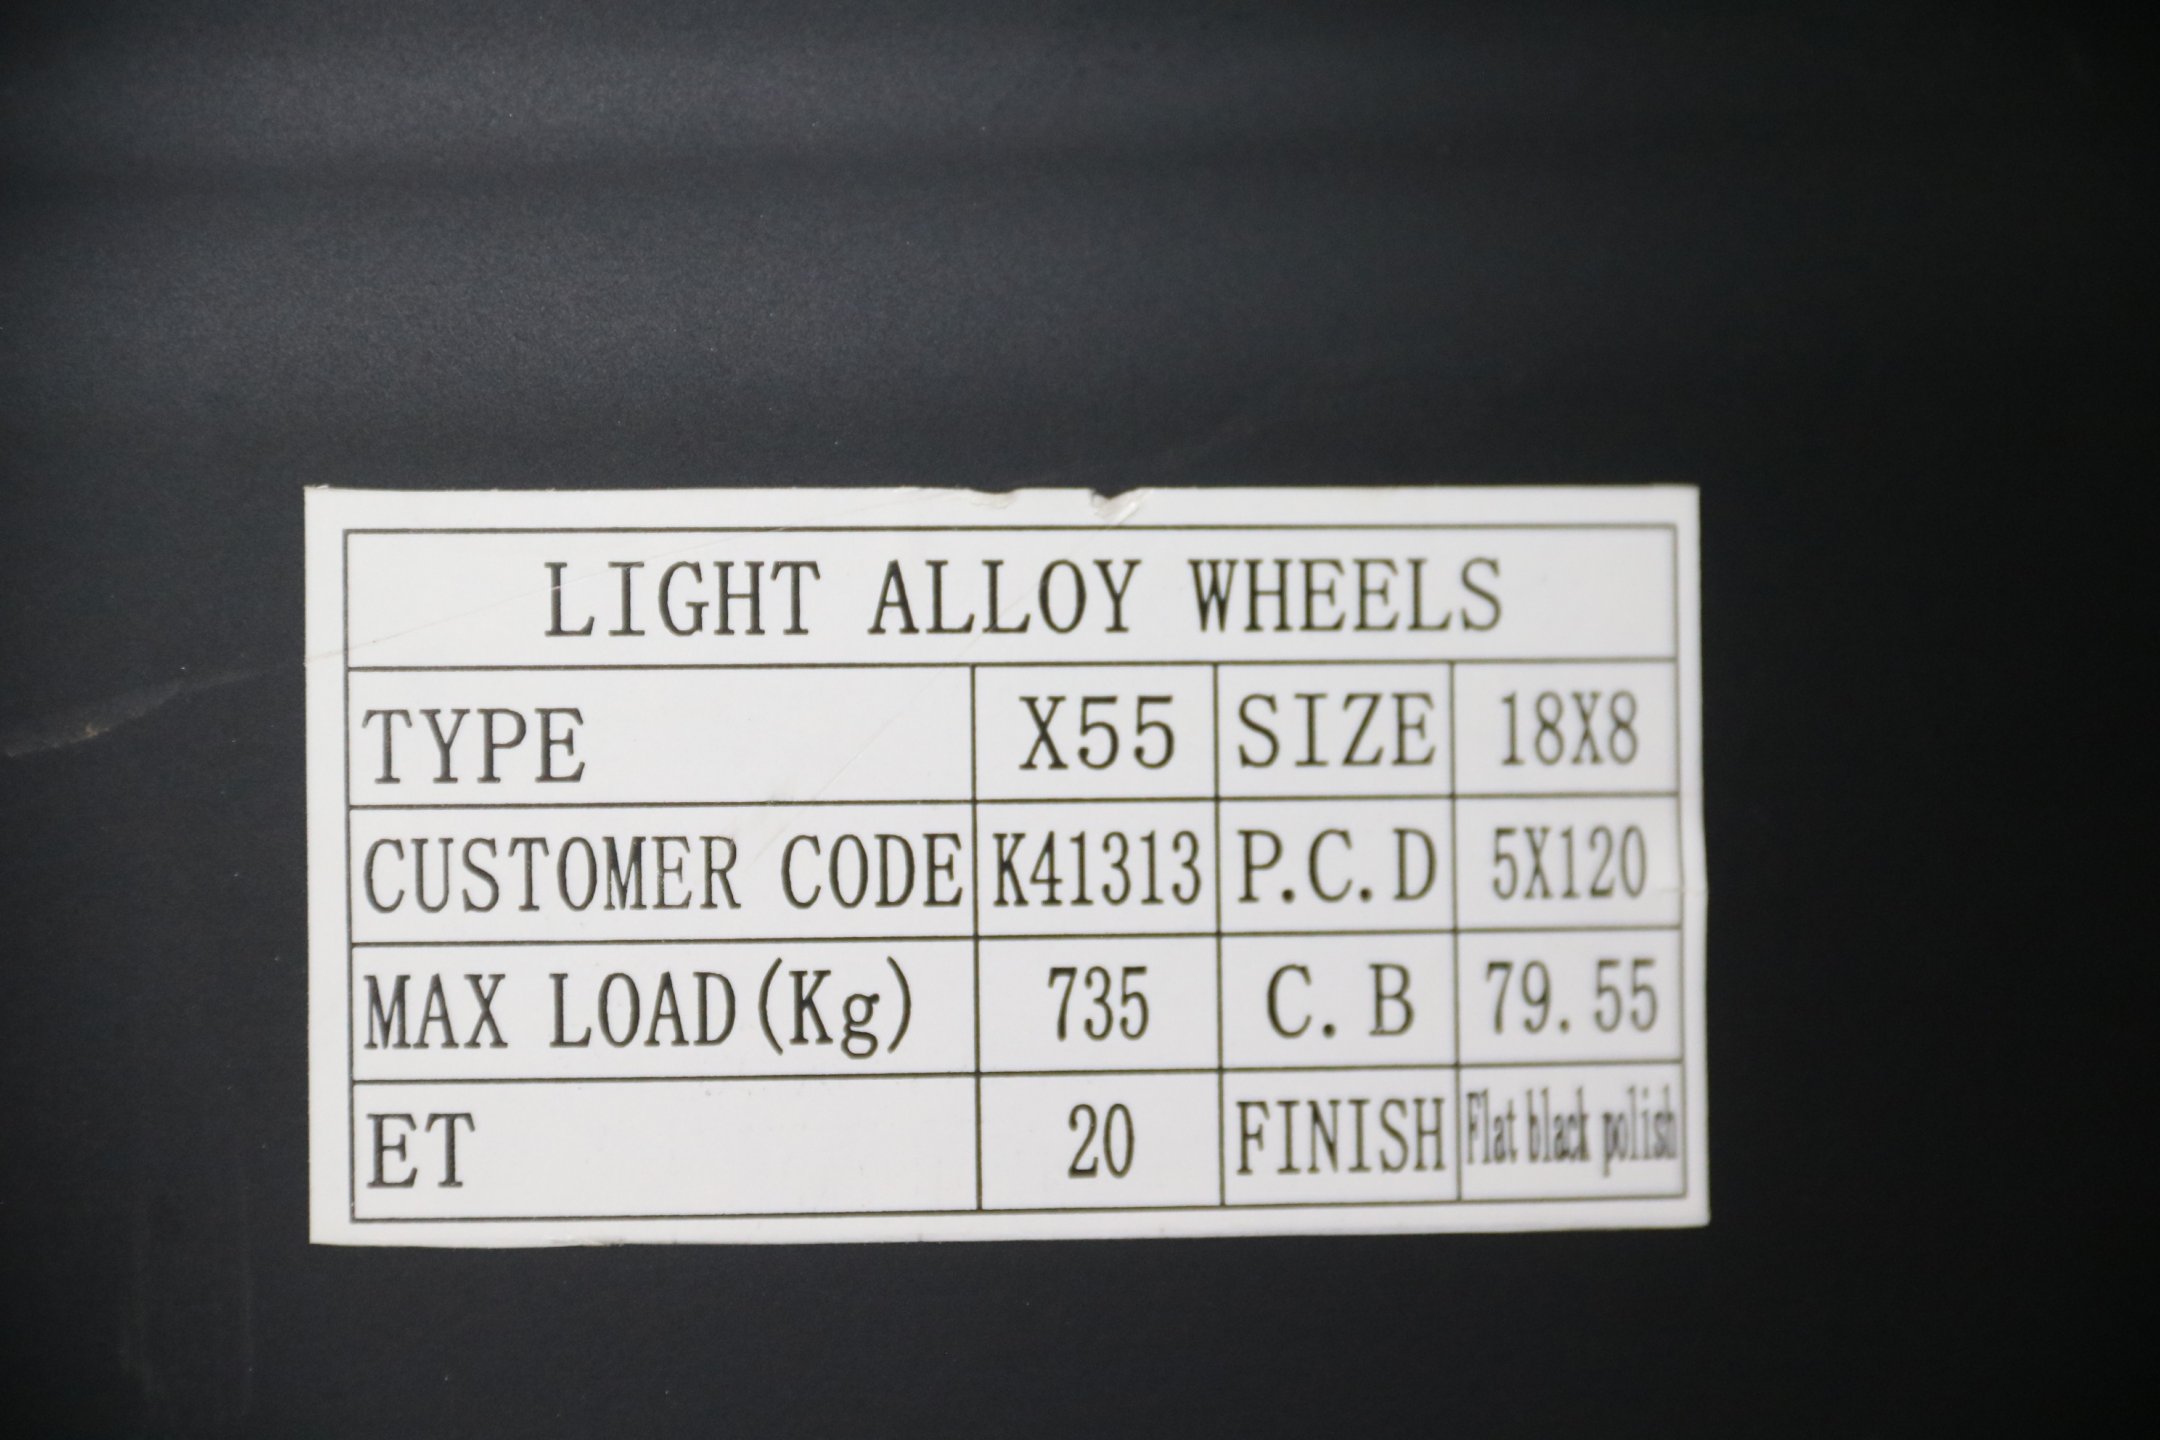 LIGHT ALLOY WHEELS
TYPE X55 SIZE 18X8
CUSTOMER CODE K41313 P.C.D 5X120
MAX LOAD(Kg) 735 C.B 79.55
ET 20 FINISH Flat black polish